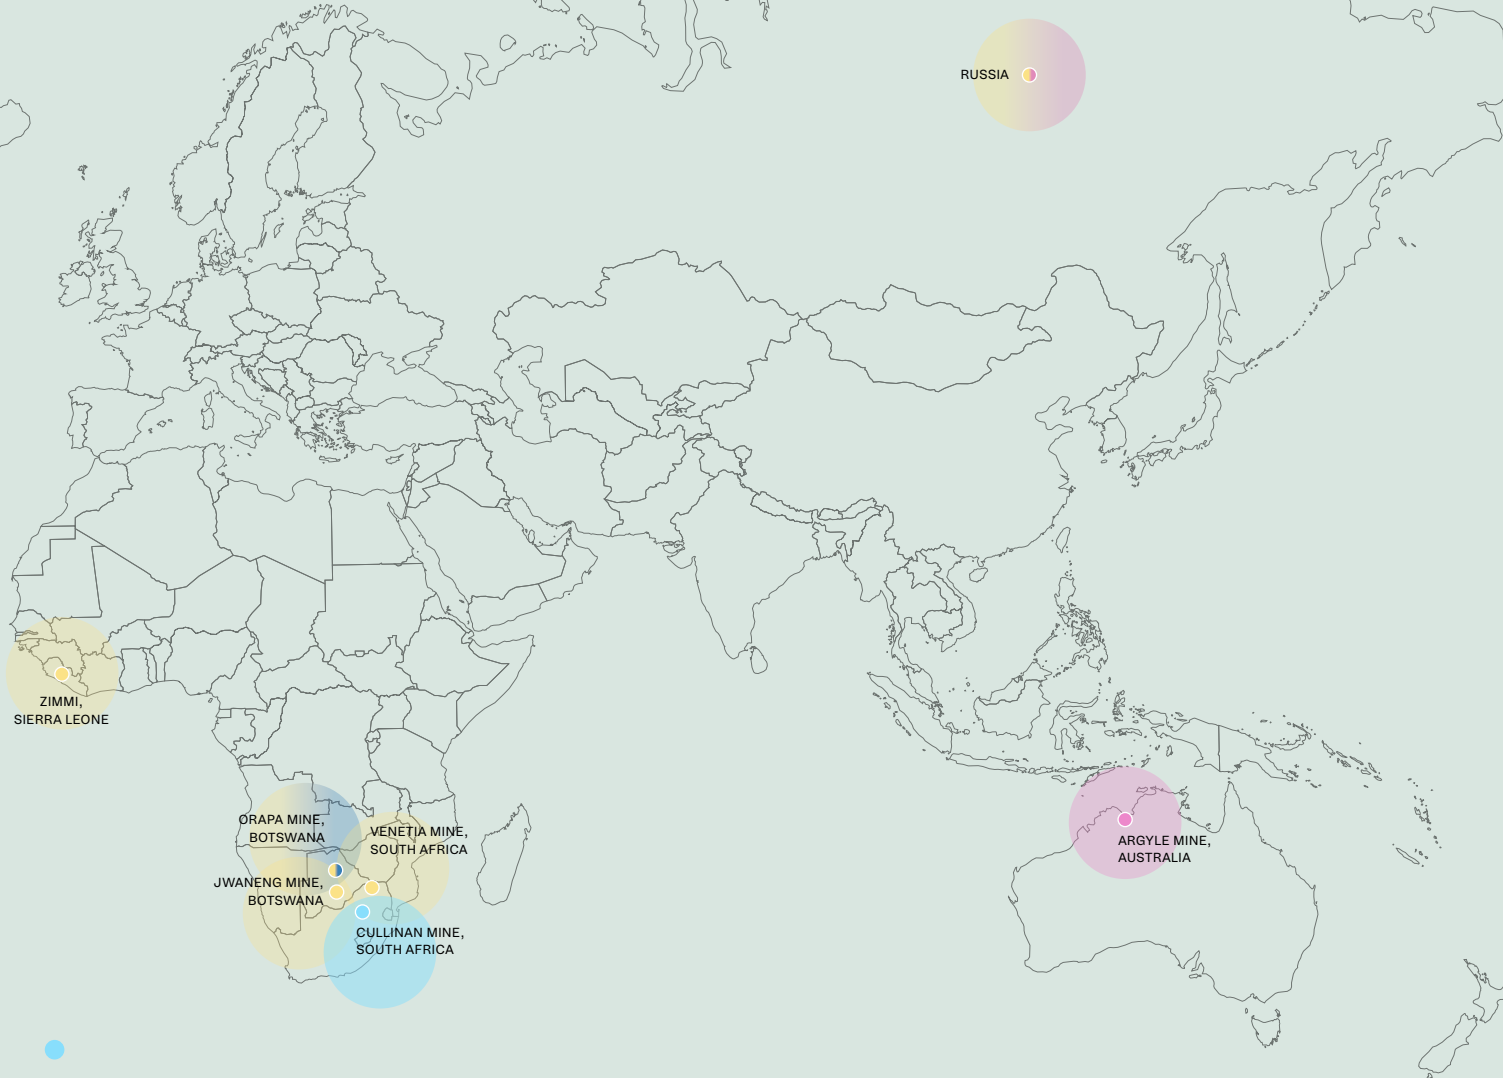 RUSSIA
ZIMMI,
SIERRA LEONE
ORAPA MINE,
BOTSWANA
VENETIA MINE,
SOUTH AFRICA
JWANENG MINE,
BOTSWANA
CULLINAN MINE,
SOUTH AFRICA
ARGYLE MINE,
AUSTRALIA